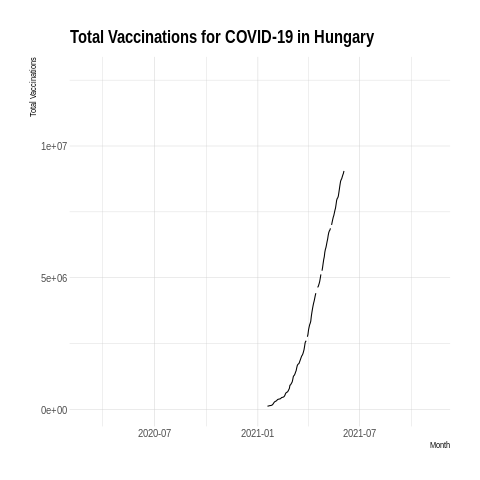 Total Vaccinations for COVID-19 in Hungary
Total Vaccinations
1e+07
5e+06
0e+00
2020-07 2021-01 2021-07
Month